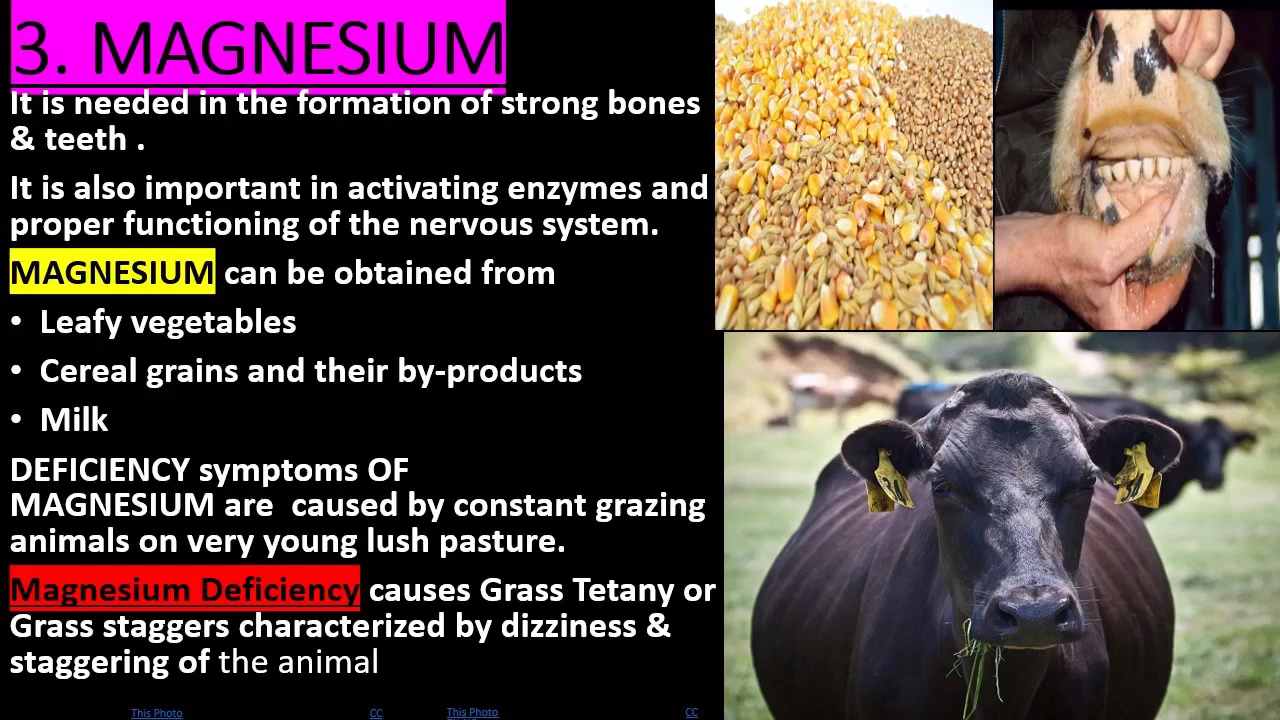 3. MAGNESIUM
It is needed in the formation of strong bones
& teeth .
It is also important in activating enzymes and
proper functioning of the nervous system.
MAGNESIUM can be obtained from
• Leafy vegetables
• Cereal grains and their by-products
• Milk
DEFICIENCY symptoms OF
MAGNESIUM are  caused by constant grazing
animals on very young lush pasture.
Magnesium Deficiency causes Grass Tetany or
Grass staggers characterized by dizziness &
staggering of the animal
This Photo CC This Photo CC